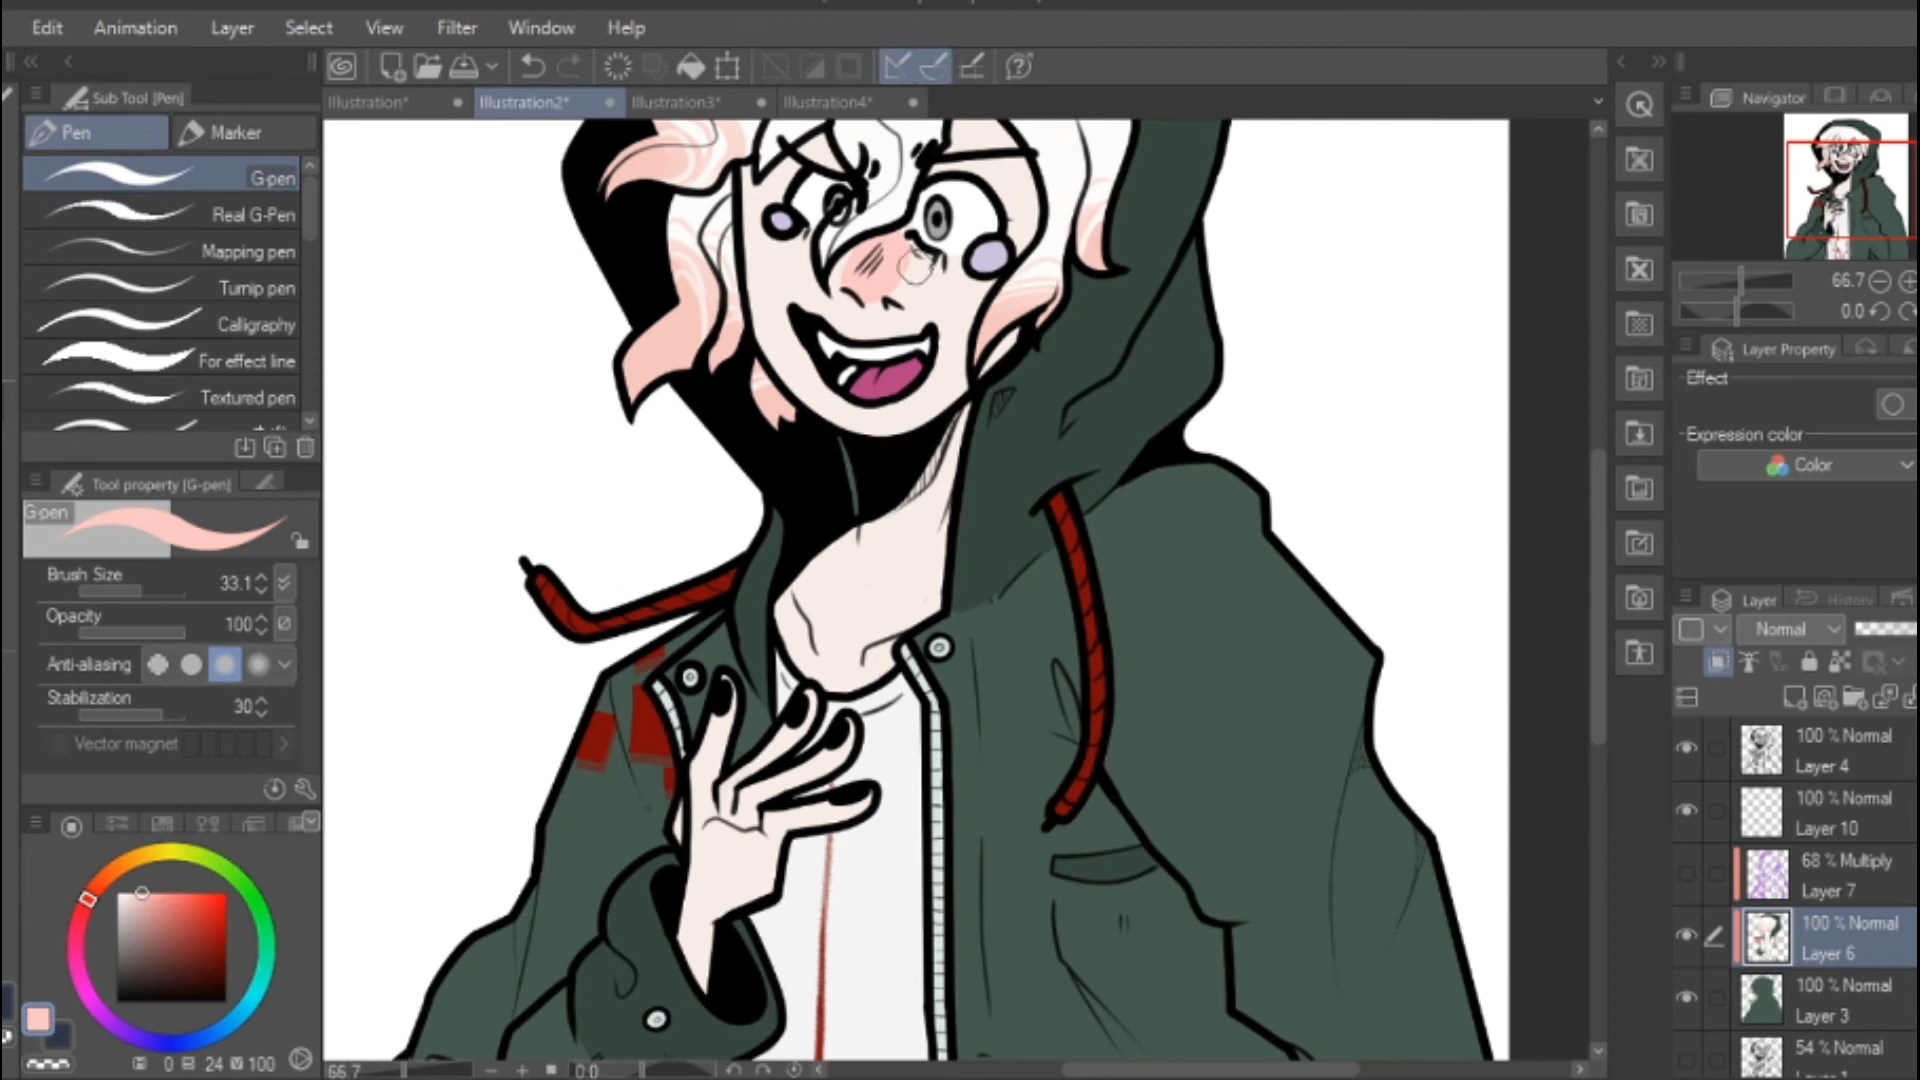 Edit Animation Layer Select View Filter Window Help
Sub Tool [Pen]
Illustration* Illustration2* Illustration3* Illustration4*
Navigator
Pen Marker
G-pen
Real G-Pen
Mapping pen
Turnip pen
Calligraphy
For effect line
Textured pen
66.7
0.0
Layer Property
Effect
Expression color
Color
Tool property [G-pen]
G-pen
Brush Size 33.1
Opacity 100
Anti-aliasing
Stabilization 30
Vector magnet
Layer History
Normal
100 % Normal
Layer 4
100 % Normal
Layer 10
68 % Multiply
Layer 7
100 % Normal
Layer 6
100 % Normal
Layer 3
54 % Normal
0 24 100
66.7 0.0